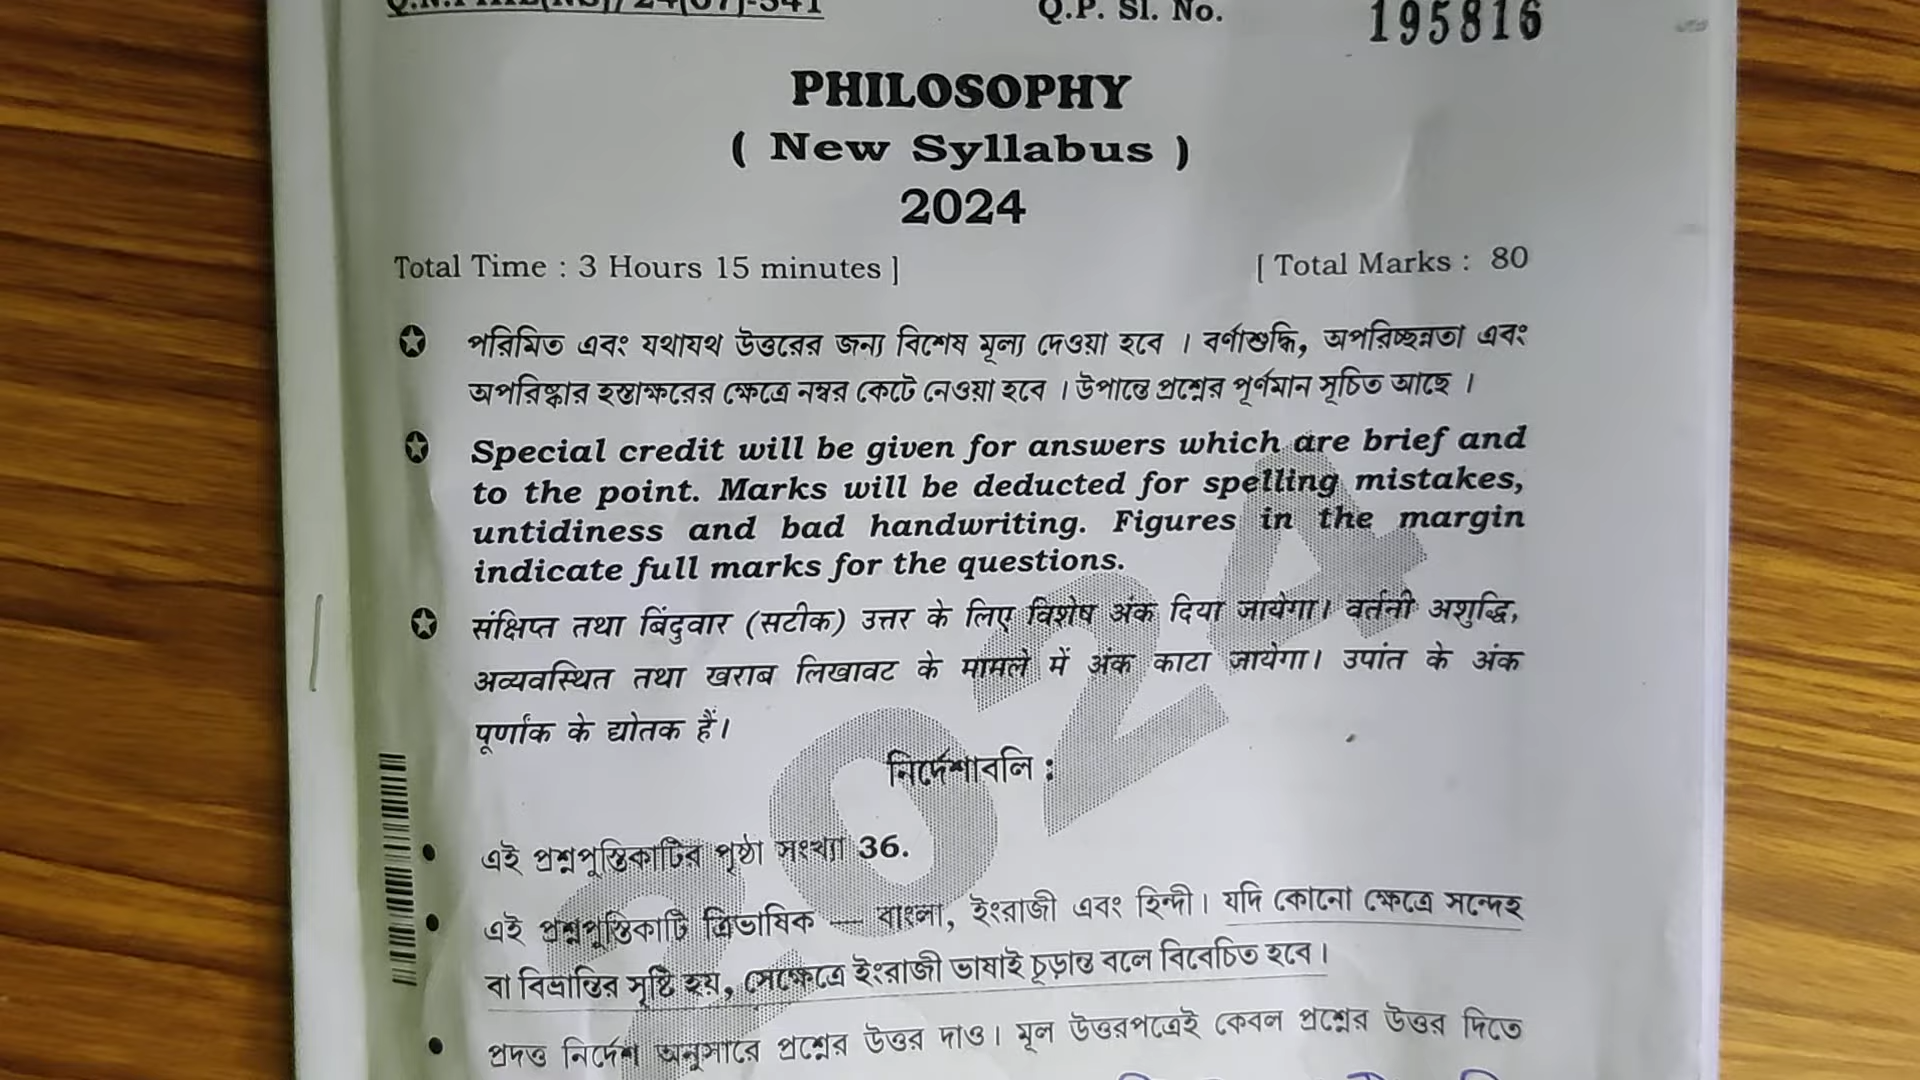 Q.P. Sl. No. 195816
PHILOSOPHY
( New Syllabus )
2024
Total Time : 3 Hours 15 minutes ] [ Total Marks : 80
পরিমিত এবং যথাযথ উত্তরের জন্য বিশেষ মূল্য দেওয়া হবে । বর্ণাশুদ্ধি, অপরিচ্ছন্নতা এবং
অপরিষ্কার হস্তাক্ষরের ক্ষেত্রে নম্বর কেটে নেওয়া হবে । উপান্তে প্রশ্নের পূর্ণমান সূচিত আছে ।
Special credit will be given for answers which are brief and
to the point. Marks will be deducted for spelling mistakes,
untidiness and bad handwriting. Figures in the margin
indicate full marks for the questions.
संक्षिप्त तथा बिंदुवार (सटीक) उत्तर के लिए विशेष अंक दिया जायेगा। वर्तनी अशुद्धि,
अव्यवस्थित तथा खराब लिखावट के मामले में अंक काटा जायेगा। उपांत के अंक
पूर्णांक के द्योतक हैं।
নির্দেশাবলি :
• এই প্রশ্নপুস্তিকাটির পৃষ্ঠা সংখ্যা 36.
• এই প্রশ্নপুস্তিকাটি ত্রিভাষিক — বাংলা, ইংরাজী এবং হিন্দী। যদি কোনো ক্ষেত্রে সন্দেহ
বা বিভ্রান্তির সৃষ্টি হয়, সেক্ষেত্রে ইংরাজী ভাষাই চূড়ান্ত বলে বিবেচিত হবে।
• প্রদত্ত নির্দেশ অনুসারে প্রশ্নের উত্তর দাও। মূল উত্তরপত্রেই কেবল প্রশ্নের উত্তর দিতে
2024